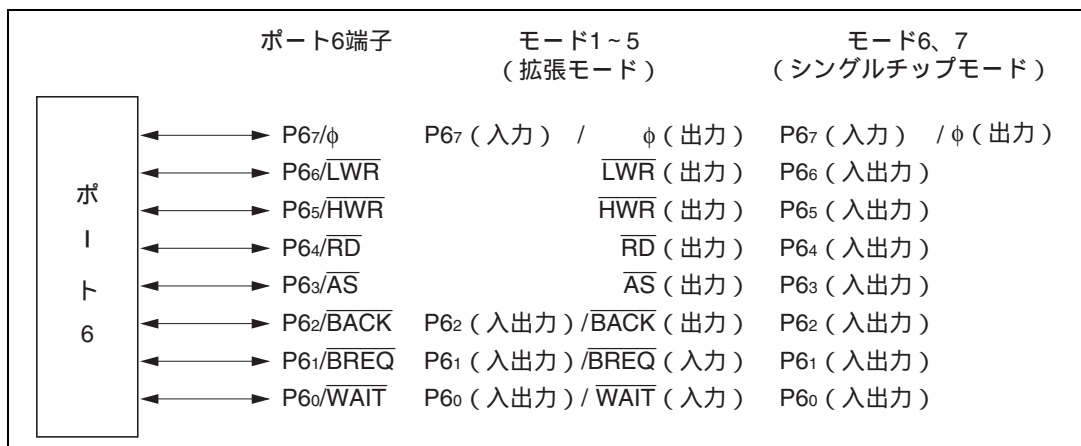 ポート6端子 モード1~5 モード6、7
(拡張モード) (シングルチップモード)
P67/φ P67(入力) / φ(出力) P67(入力) /φ(出力)
P66/LWR LWR(出力) P66(入出力)
P65/HWR HWR(出力) P65(入出力)
P64/RD RD(出力) P64(入出力)
P63/AS AS(出力) P63(入出力)
P62/BACK P62(入出力)/BACK(出力) P62(入出力)
P61/BREQ P61(入出力)/BREQ(入力) P61(入出力)
P60/WAIT P60(入出力)/ WAIT(入力) P60(入出力)
ポート6